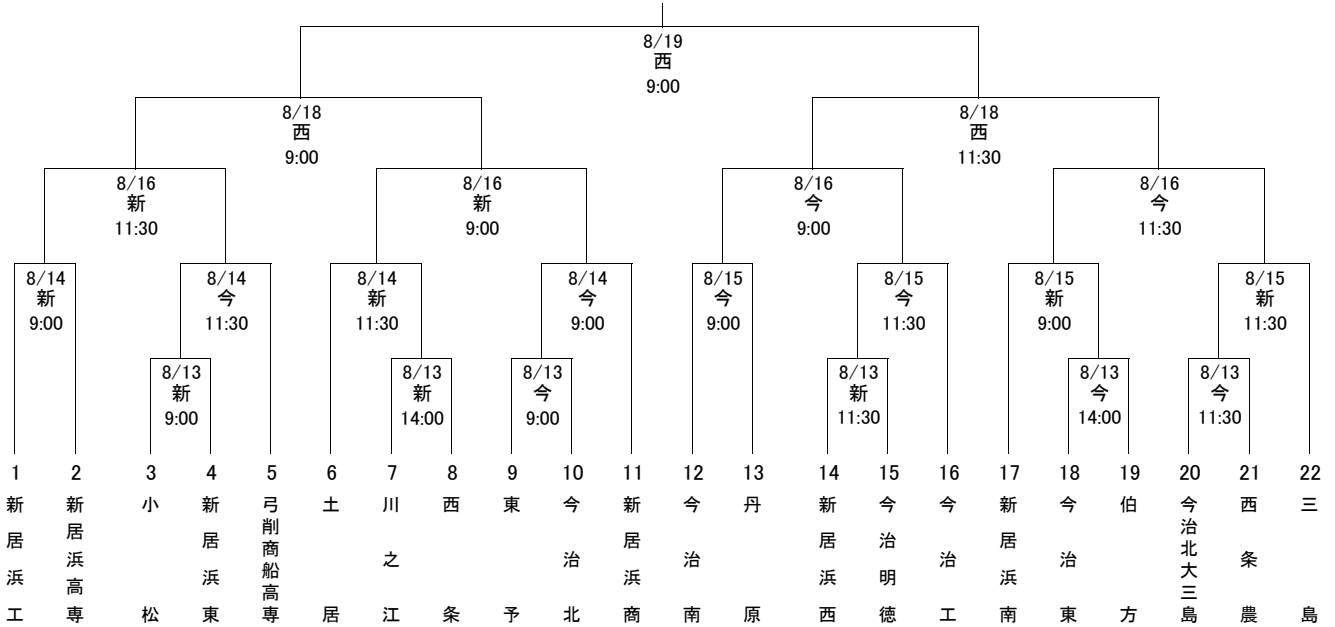 8/19
西
9:00
8/18
西
9:00
8/18
西
11:30
8/16
新
11:30
8/16
新
9:00
8/16
今
9:00
8/16
今
11:30
8/14
新
9:00
8/14
今
11:30
8/14
新
11:30
8/14
今
9:00
8/15
今
9:00
8/15
今
11:30
8/15
新
9:00
8/15
新
11:30
8/13
新
9:00
8/13
新
14:00
8/13
今
9:00
8/13
新
11:30
8/13
今
14:00
8/13
今
11:30
1
新居浜工
2
新居浜高専
3
小松
4
新居浜東
5
弓削商船高専
6
土居
7
川之江
8
西条
9
東予
10
今治北
11
新居浜商
12
今治南
13
丹原
14
新居浜西
15
今治明徳
16
今治工
17
新居浜南
18
今治東
19
伯方
20
今治北大三島
21
西条農
22
三島